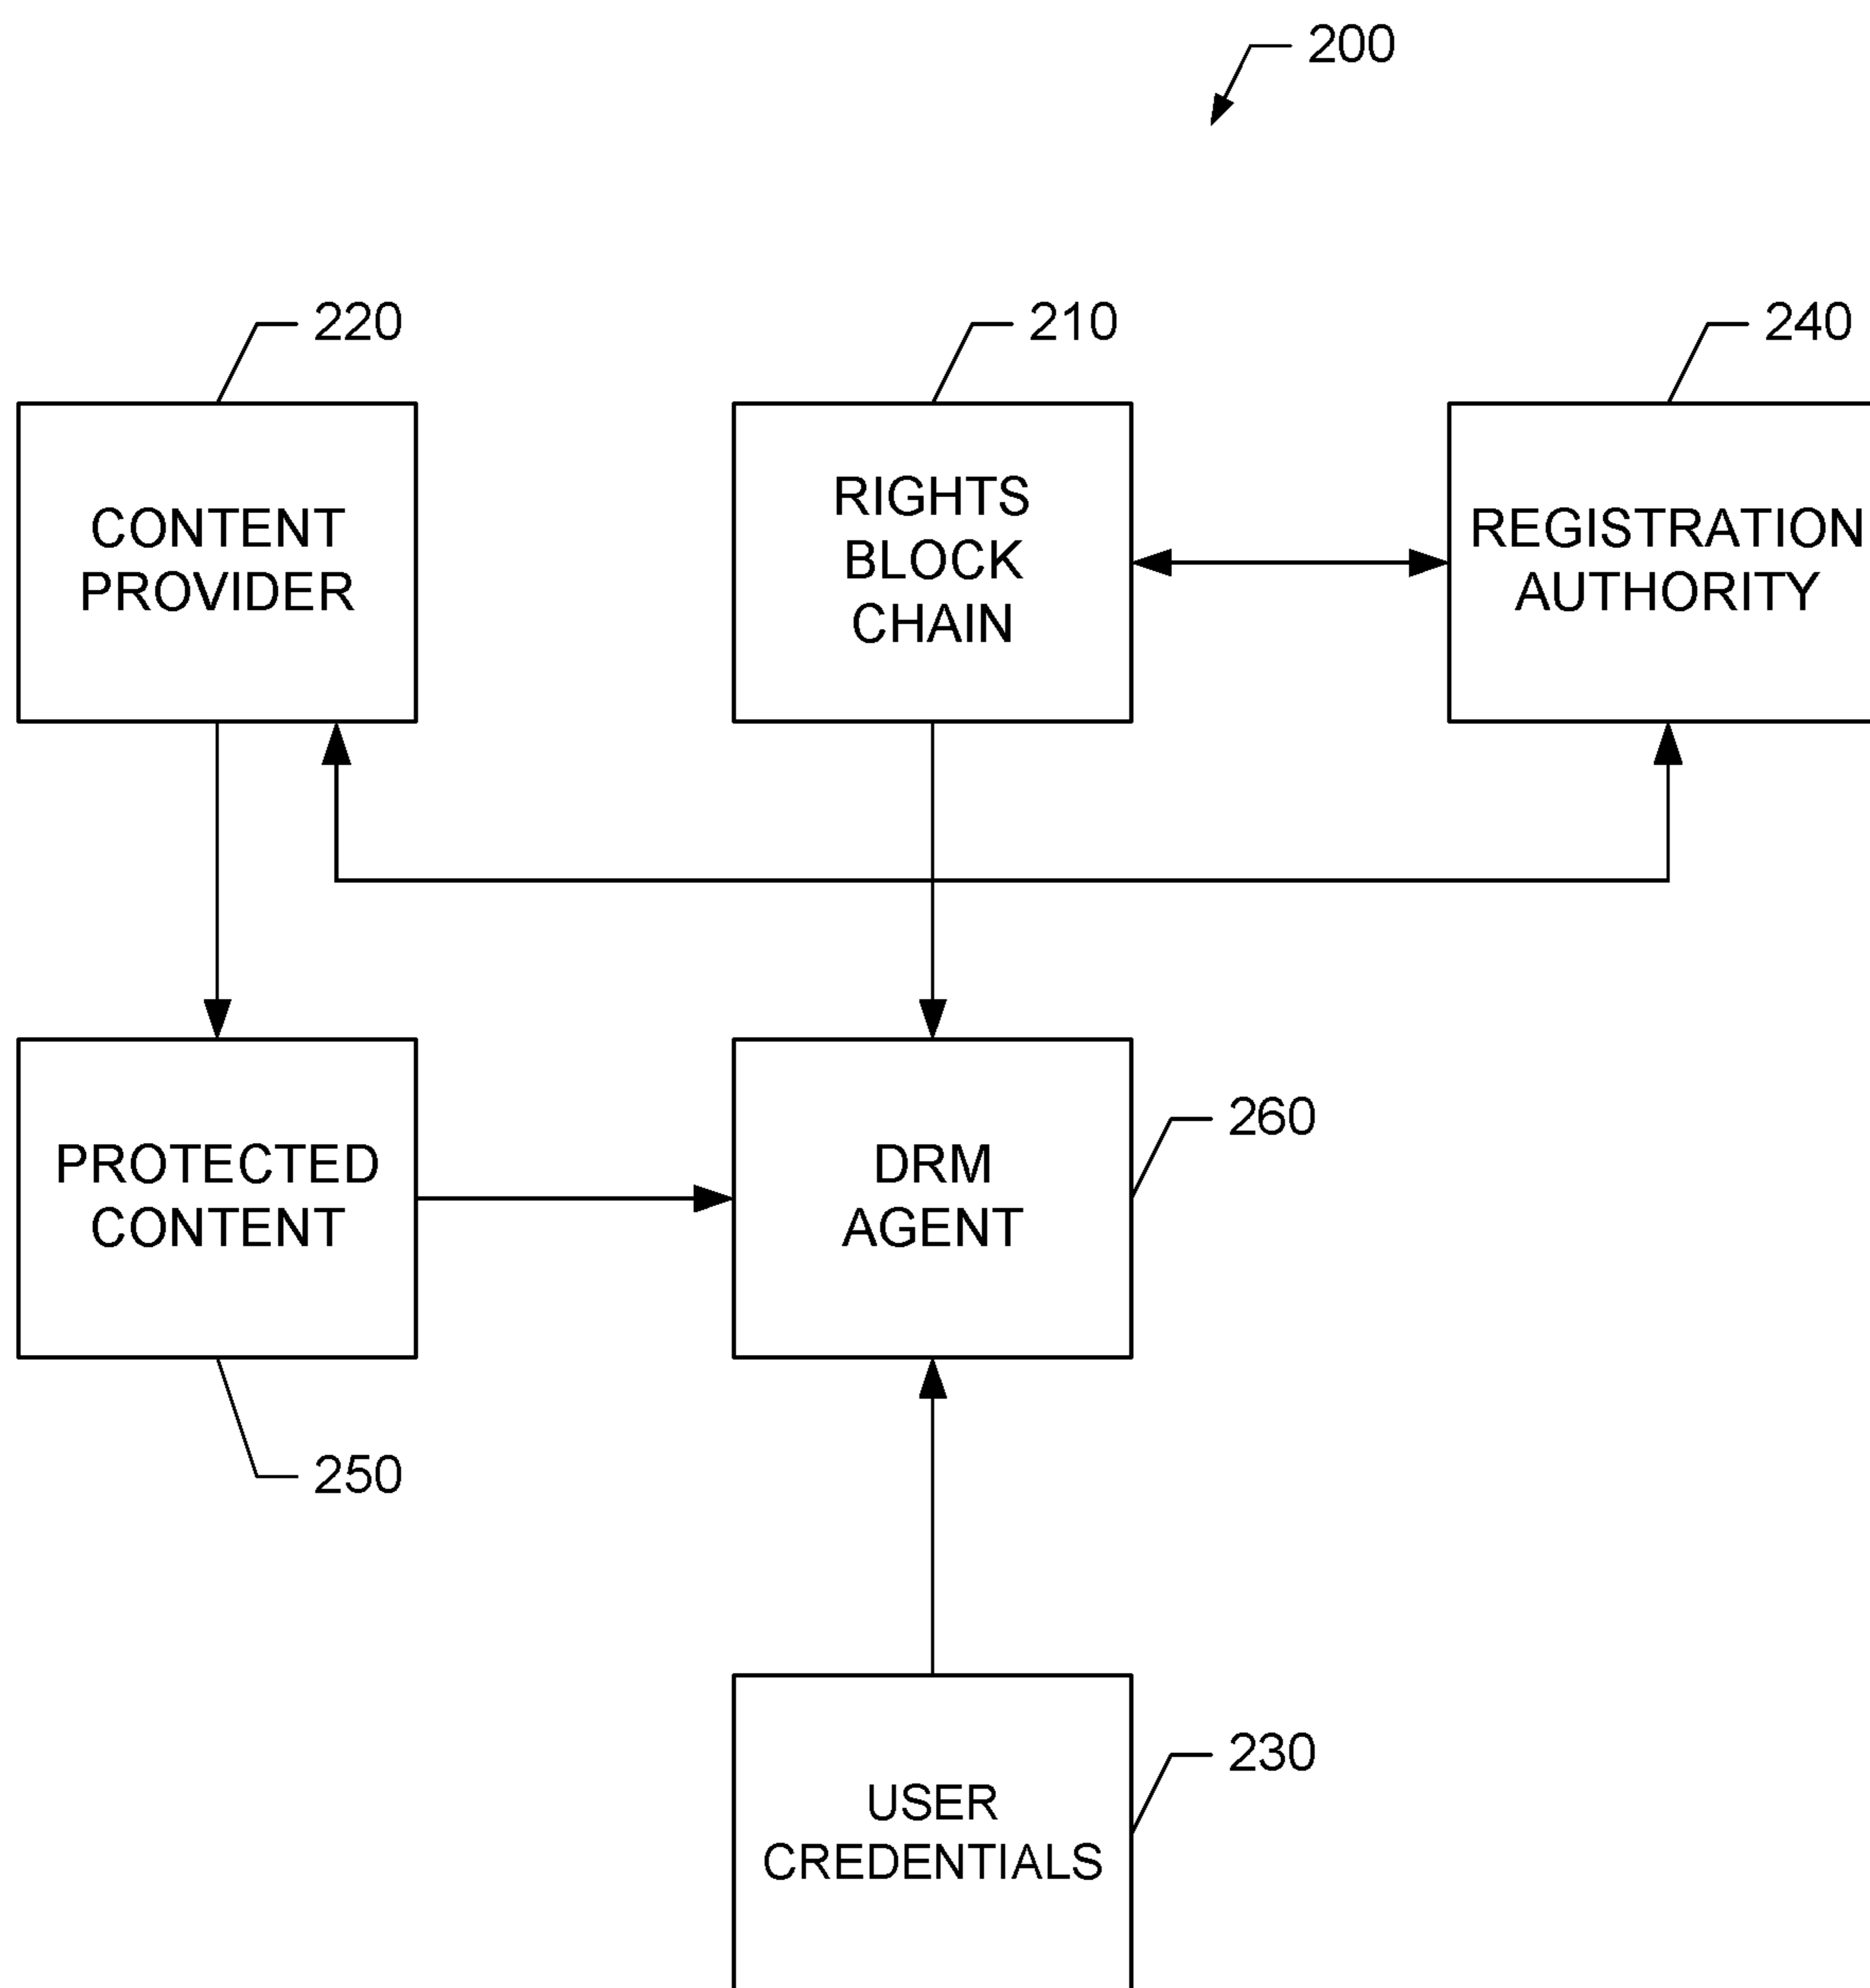 200
220
210
240
CONTENT
PROVIDER
RIGHTS
BLOCK
CHAIN
REGISTRATION
AUTHORITY
PROTECTED
CONTENT
DRM
AGENT
260
250
230
USER
CREDENTIALS